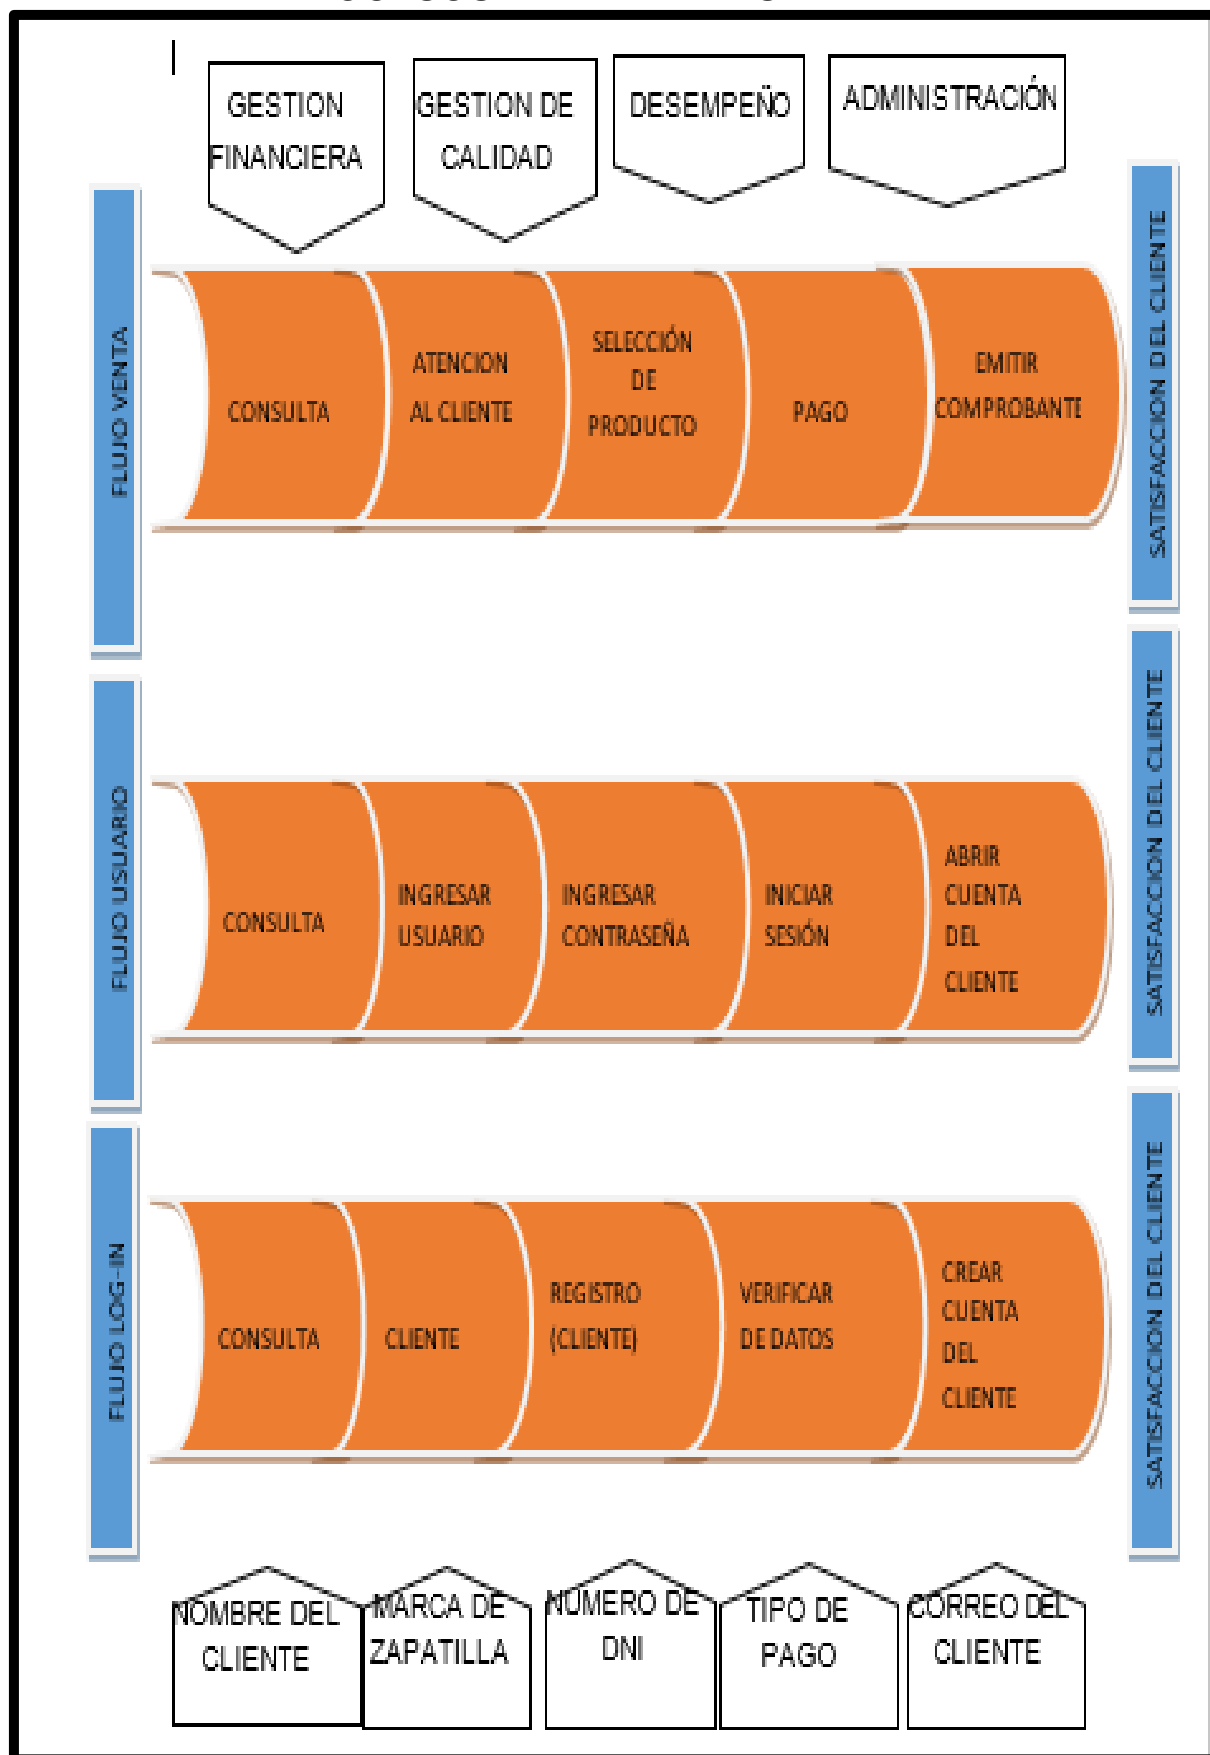 GESTION
FINANCIERA
GESTION DE
CALIDAD
DESEMPEÑO
ADMINISTRACIÓN
FLUJO VENTA
CONSULTA
ATENCION
AL CLIENTE
SELECCIÓN
DE
PRODUCTO
PAGO
EMITIR
COMPROBANTE
SATISFACCION DEL CLIENTE
FLUJO USUARIO
CONSULTA
INGRESAR
USUARIO
INGRESAR
CONTRASEÑA
INICIAR
SESIÓN
ABRIR
CUENTA
DEL
CLIENTE
SATISFACCION DEL CLIENTE
FLUJO LOG-IN
CONSULTA
CLIENTE
REGISTRO
(CLIENTE)
VERIFICAR
DE DATOS
CREAR
CUENTA
DEL
CLIENTE
SATISFACCION DEL CLIENTE
NOMBRE DEL
CLIENTE
MARCA DE
ZAPATILLA
NÚMERO DE
DNI
TIPO DE
PAGO
CORREO DEL
CLIENTE